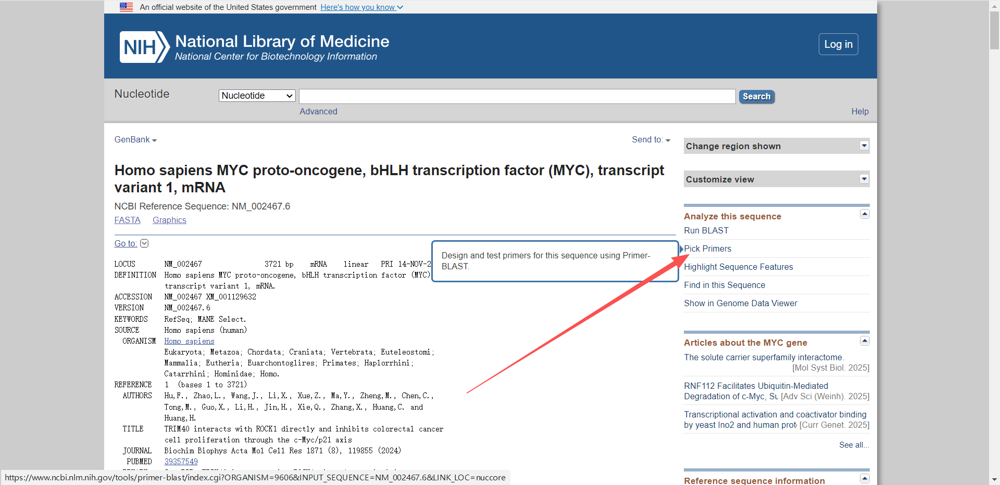 An official website of the United States government Here's how you know
NIH National Library of Medicine
National Center for Biotechnology Information
Log in
Nucleotide
Nucleotide
Search
Advanced
Help
GenBank
Send to:
Homo sapiens MYC proto-oncogene, bHLH transcription factor (MYC), transcript
variant 1, mRNA
NCBI Reference Sequence: NM_002467.6
FASTA Graphics
Go to:
LOCUS NM_002467 3721 bp mRNA linear PRI 14-NOV-2
DEFINITION Homo sapiens MYC proto-oncogene, bHLH transcription factor (MYC)
transcript variant 1, mRNA.
ACCESSION NM_002467 XM_001129632
VERSION NM_002467.6
KEYWORDS RefSeq; MANE Select.
SOURCE Homo sapiens (human)
ORGANISM Homo sapiens
Eukaryota; Metazoa; Chordata; Craniata; Vertebrata; Euteleostomi;
Mammalia; Eutheria; Euarchontoglires; Primates; Haplorrhini;
Catarrhini; Hominidae; Homo.
REFERENCE 1 (bases 1 to 3721)
AUTHORS Hu,F., Zhao,L., Wang,J., Li,X., Xue,Z., Ma,Y., Zheng,M., Chen,C.,
Tong,M., Guo,X., Li,H., Jin,H., Xie,Q., Zhang,X., Huang,C. and
Huang,H.
TITLE TRIM40 interacts with ROCK1 directly and inhibits colorectal cancer
cell proliferation through the c-Myc/p21 axis
JOURNAL Biochim Biophys Acta Mol Cell Res 1871 (8), 119855 (2024)
PUBMED 39357549
Design and test primers for this sequence using Primer-
BLAST.
Change region shown
Customize view
Analyze this sequence
Run BLAST
Pick Primers
Highlight Sequence Features
Find in this Sequence
Show in Genome Data Viewer
Articles about the MYC gene
The solute carrier superfamily interactome.
[Mol Syst Biol. 2025]
RNF112 Facilitates Ubiquitin-Mediated
Degradation of c-Myc, Su [Adv Sci (Weinh). 2025]
Transcriptional activation and coactivator binding
by yeast Ino2 and human prot [Curr Genet. 2025]
See all...
Reference sequence information
https://www.ncbi.nlm.nih.gov/tools/primer-blast/index.cgi?ORGANISM=9606&INPUT_SEQUENCE=NM_002467.6&LINK_LOC=nuccore